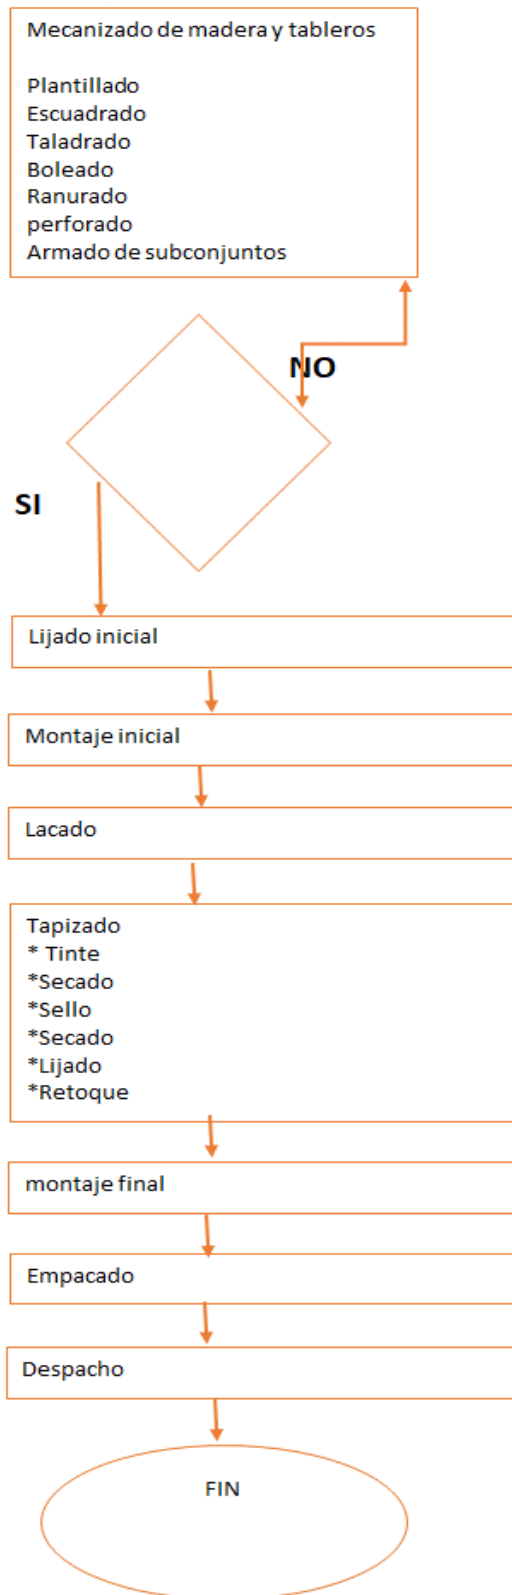 Mecanizado de madera y tableros
Plantillado
Escuadrado
Taladrado
Boleado
Ranurado
perforado
Armado de subconjuntos
NO
SI
Lijado inicial
Montaje inicial
Lacado
Tapizado
* Tinte
*Secado
*Sello
*Secado
*Lijado
*Retoque
montaje final
Empacado
Despacho
FIN